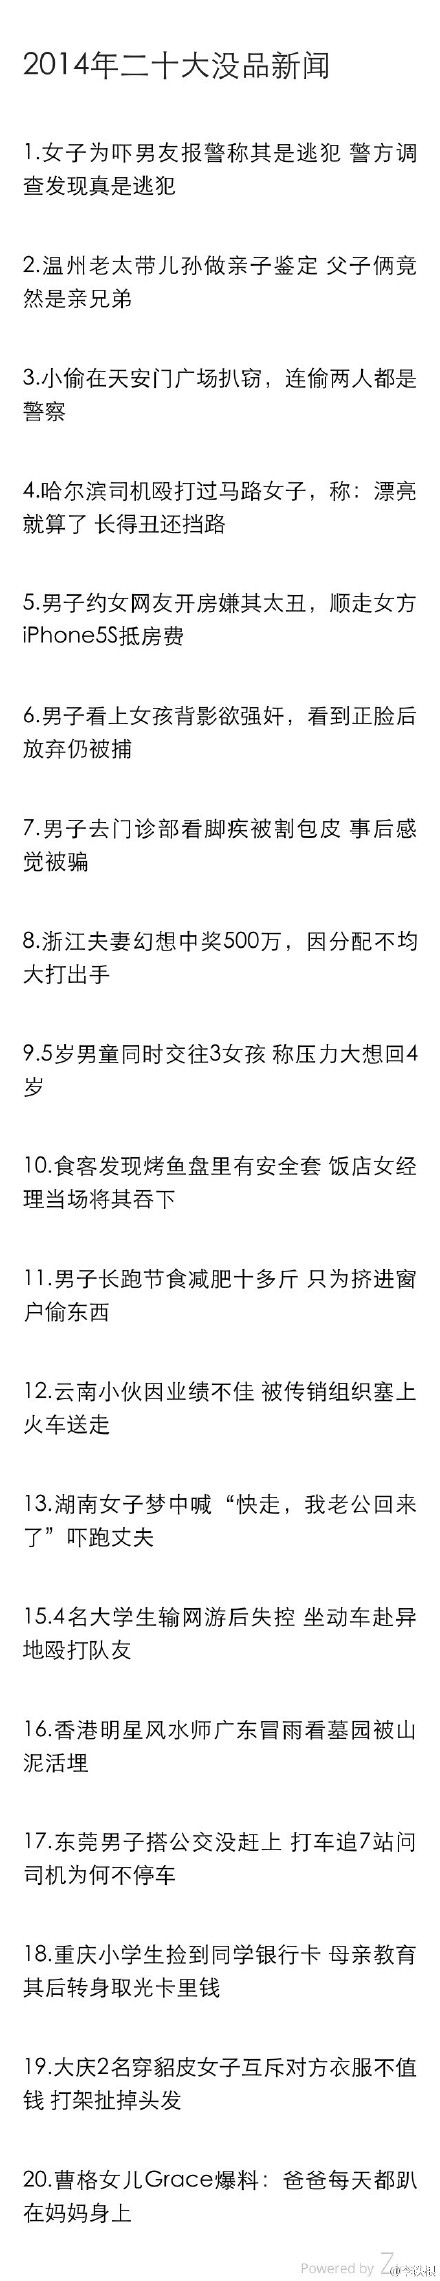 2014年二十大没品新闻
1.女子为吓男友报警称其是逃犯 警方调
查发现真是逃犯
2.温州老太带儿孙做亲子鉴定 父子俩竟
然是亲兄弟
3.小偷在天安门广场扒窃，连偷两人都是
警察
4.哈尔滨司机殴打过马路女子，称：漂亮
就算了 长得丑还挡路
5.男子约女网友开房嫌其太丑，顺走女方
iPhone5S抵房费
6.男子看上女孩背影欲强奸，看到正脸后
放弃仍被捕
7.男子去门诊部看脚疾被割包皮 事后感
觉被骗
8.浙江夫妻幻想中奖500万，因分配不均
大打出手
9.5岁男童同时交往3女孩 称压力大想回4
岁
10.食客发现烤鱼盘里有安全套 饭店女经
理当场将其吞下
11.男子长跑节食减肥十多斤 只为挤进窗
户偷东西
12.云南小伙因业绩不佳 被传销组织塞上
火车送走
13.湖南女子梦中喊“快走，我老公回来
了”吓跑丈夫
15.4名大学生输网游后失控 坐动车赴异
地殴打队友
16.香港明星风水师广东冒雨看墓园被山
泥活埋
17.东莞男子搭公交没赶上 打车追7站问
司机为何不停车
18.重庆小学生捡到同学银行卡 母亲教育
其后转身取光卡里钱
19.大庆2名穿貂皮女子互斥对方衣服不值
钱 打架扯掉头发
20.曹格女儿Grace爆料：爸爸每天都趴
在妈妈身上
Powered by